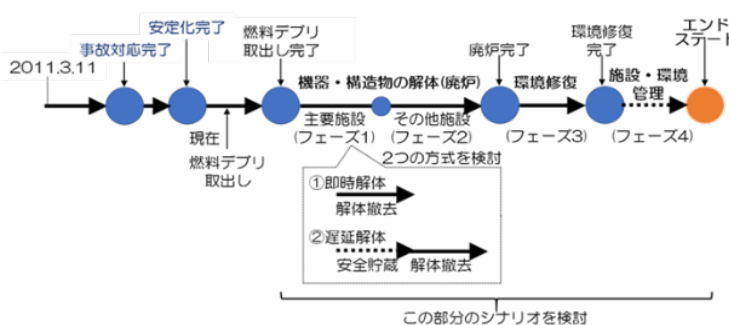 2011.3.11
事故対応完了
安定化完了
燃料デブリ
取出し完了
廃炉完了
環境修復
完了
エンド
ステート
機器・構造物の解体(廃炉)
環境修復
施設・環境
管理
現在
燃料デブリ
取出し
主要施設
(フェーズ1)
その他施設
(フェーズ2)
(フェーズ3)
(フェーズ4)
2つの方式を検討
①即時解体
解体撤去
②遅延解体
安全貯蔵 解体撤去
この部分のシナリオを検討